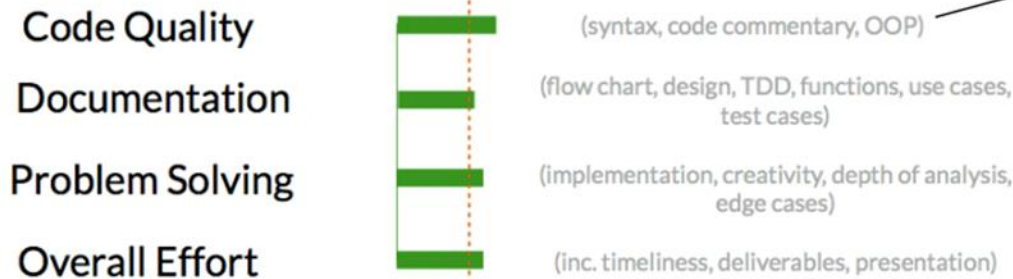 Code Quality
(syntax, code commentary, OOP)
Documentation
(flow chart, design, TDD, functions, use cases,
test cases)
Problem Solving
(implementation, creativity, depth of analysis,
edge cases)
Overall Effort
(inc. timeliness, deliverables, presentation)